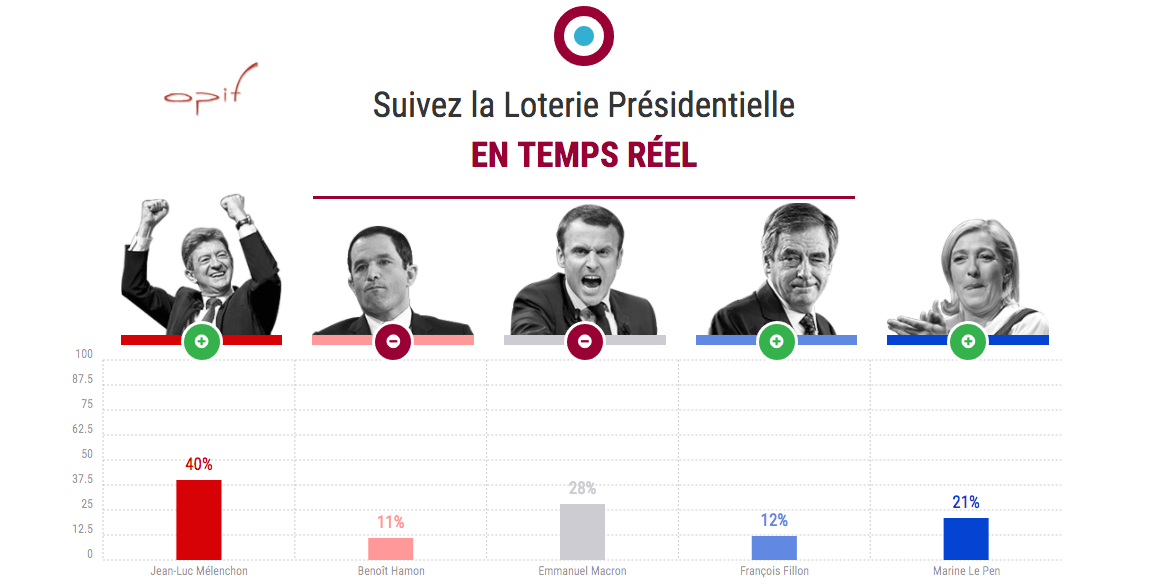 opif
Suivez la Loterie Présidentielle
EN TEMPS RÉEL
100
87.5
75
62.5
50
37.5
25
12.5
0
40%
11%
28%
12%
21%
Jean-Luc Mélenchon
Benoît Hamon
Emmanuel Macron
François Fillon
Marine Le Pen